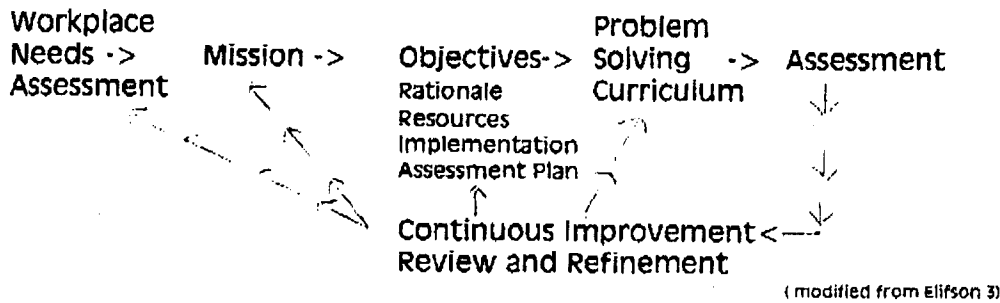 Workplace
Needs ->
Assessment
Mission ->
Objectives->
Rationale
Resources
Implementation
Assessment Plan
Problem
Solving ->
Curriculum
Assessment
Continuous Improvement <
Review and Refinement
( modified from Elifson 3)